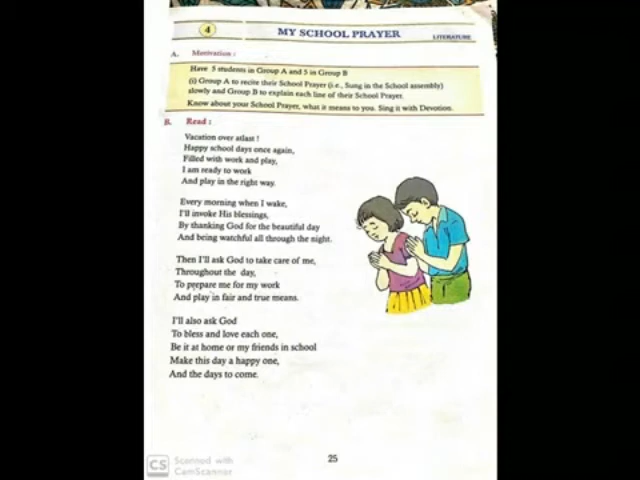 4
MY SCHOOL PRAYER
LITERATURE
A. Motivation :
Have 5 students in Group A and 5 in Group B
(i) Group A to recite their School Prayer (i.e., Sung in the School assembly)
slowly and Group B to explain each line of their School Prayer.
Know about your School Prayer, what it means to you. Sing it with Devotion.
B. Read :
Vacation over atlast !
Happy school days once again,
Filled with work and play,
I am ready to work
And play in the right way.
Every morning when I wake,
I'll invoke His blessings,
By thanking God for the beautiful day
And being watchful all through the night.
Then I'll ask God to take care of me,
Throughout the day,
To prepare me for my work
And play in fair and true means.
I'll also ask God
To bless and love each one,
Be it at home or my friends in school
Make this day a happy one,
And the days to come.
25
CS Scanned with
CamScanner